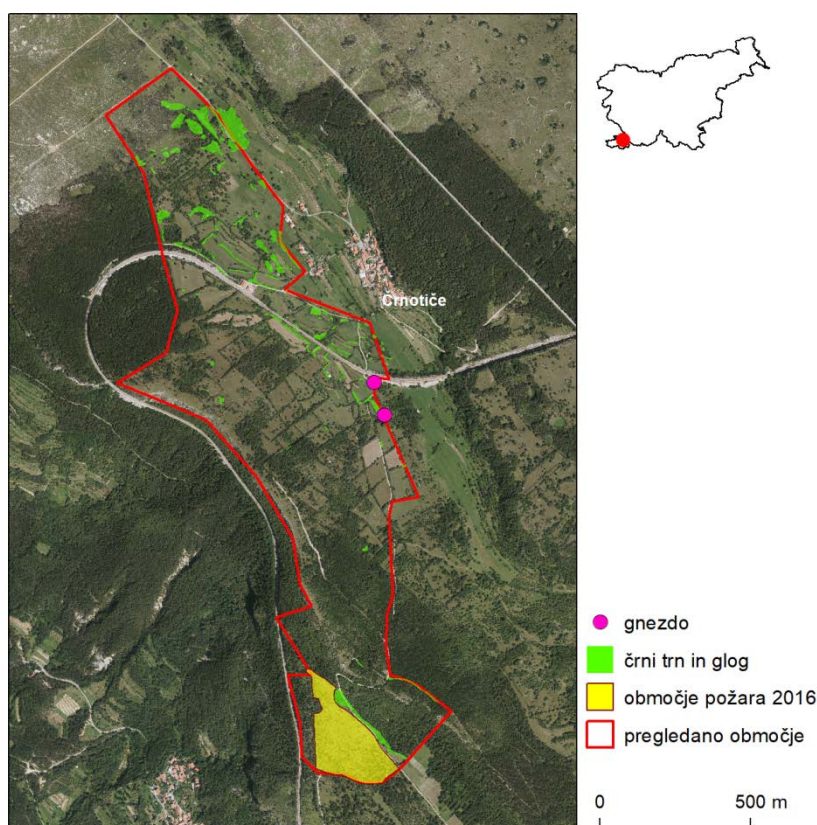 Črnotiče
gnezdo
črni trn in glog
območje požara 2016
pregledano območje
0 500 m